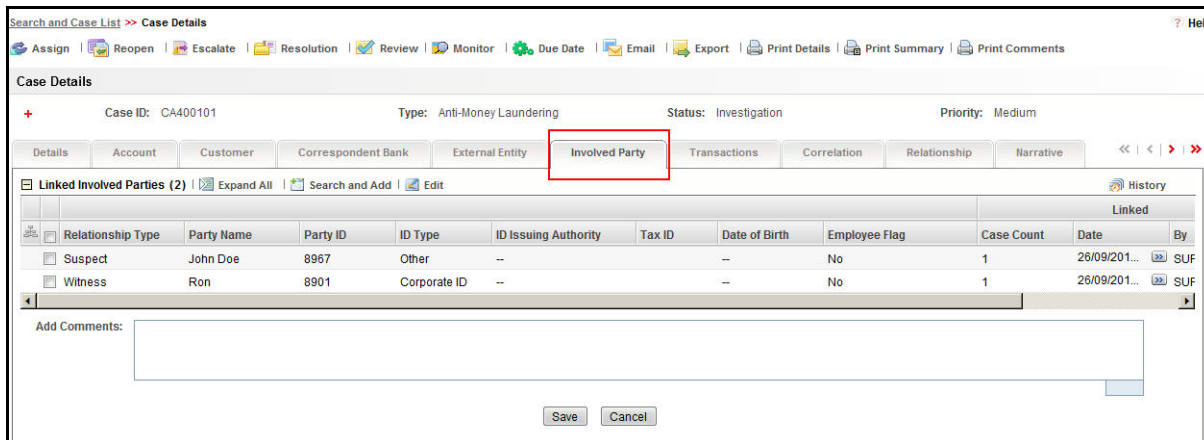 Search and Case List >> Case Details ? Hel
Assign | Reopen | Escalate | Resolution | Review | Monitor | Due Date | Email | Export | Print Details | Print Summary | Print Comments
Case Details
+ Case ID: CA400101 Type: Anti-Money Laundering Status: Investigation Priority: Medium
Details Account Customer Correspondent Bank External Entity Involved Party Transactions Correlation Relationship Narrative
Linked Involved Parties (2) | Expand All | Search and Add | Edit History
Linked
Relationship Type Party Name Party ID ID Type ID Issuing Authority Tax ID Date of Birth Employee Flag Case Count Date By
Suspect John Doe 8967 Other -- -- No 1 26/09/201... SUF
Witness Ron 8901 Corporate ID -- -- No 1 26/09/201... SUF
Add Comments:
Save Cancel